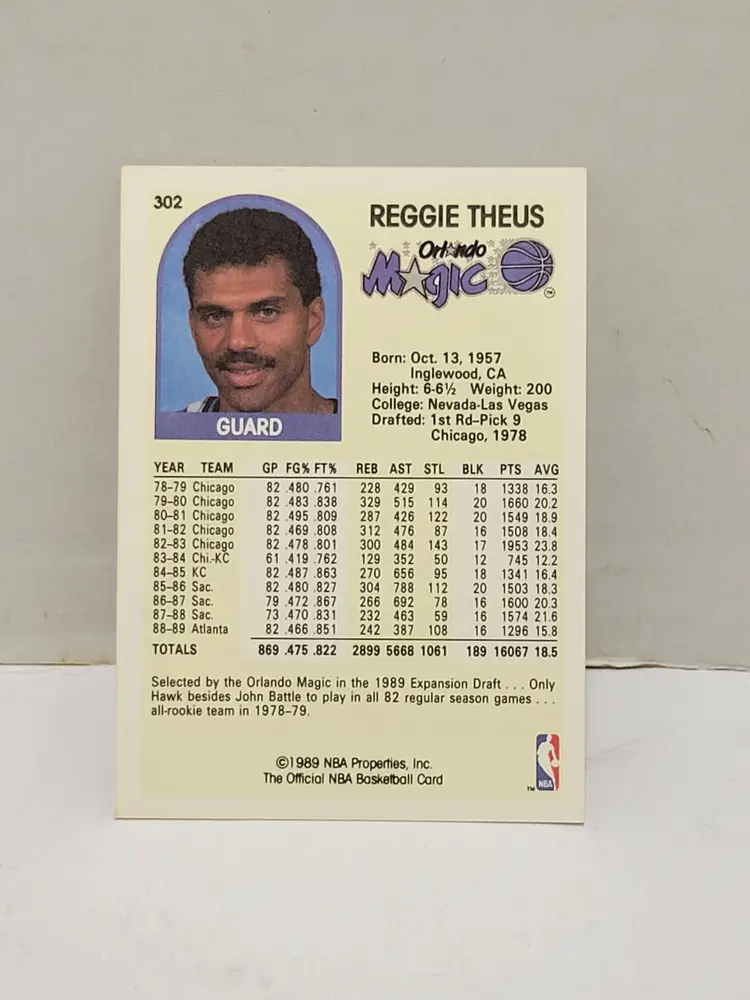 302
REGGIE THEUS
Orlando
Magic
TM
Born: Oct. 13, 1957
Inglewood, CA
Height: 6-6½ Weight: 200
College: Nevada-Las Vegas
Drafted: 1st Rd–Pick 9
Chicago, 1978
GUARD
YEAR TEAM GP FG% FT% REB AST STL BLK PTS AVG
78–79 Chicago 82 .480 .761 228 429 93 18 1338 16.3
79–80 Chicago 82 .483 .838 329 515 114 20 1660 20.2
80–81 Chicago 82 .495 .809 287 426 122 20 1549 18.9
81–82 Chicago 82 .469 .808 312 476 87 16 1508 18.4
82–83 Chicago 82 .478 .801 300 484 143 17 1953 23.8
83–84 Chi.-KC 61 .419 .762 129 352 50 12 745 12.2
84–85 KC 82 .487 .863 270 656 95 18 1341 16.4
85–86 Sac. 82 .480 .827 304 788 112 20 1503 18.3
86–87 Sac. 79 .472 .867 266 692 78 16 1600 20.3
87–88 Sac. 73 .470 .831 232 463 59 16 1574 21.6
88–89 Atlanta 82 .466 .851 242 387 108 16 1296 15.8
TOTALS 869 .475 .822 2899 5668 1061 189 16067 18.5
Selected by the Orlando Magic in the 1989 Expansion Draft . . . Only
Hawk besides John Battle to play in all 82 regular season games . . .
all-rookie team in 1978–79.
©1989 NBA Properties, Inc.
The Official NBA Basketball Card
TM
NBA